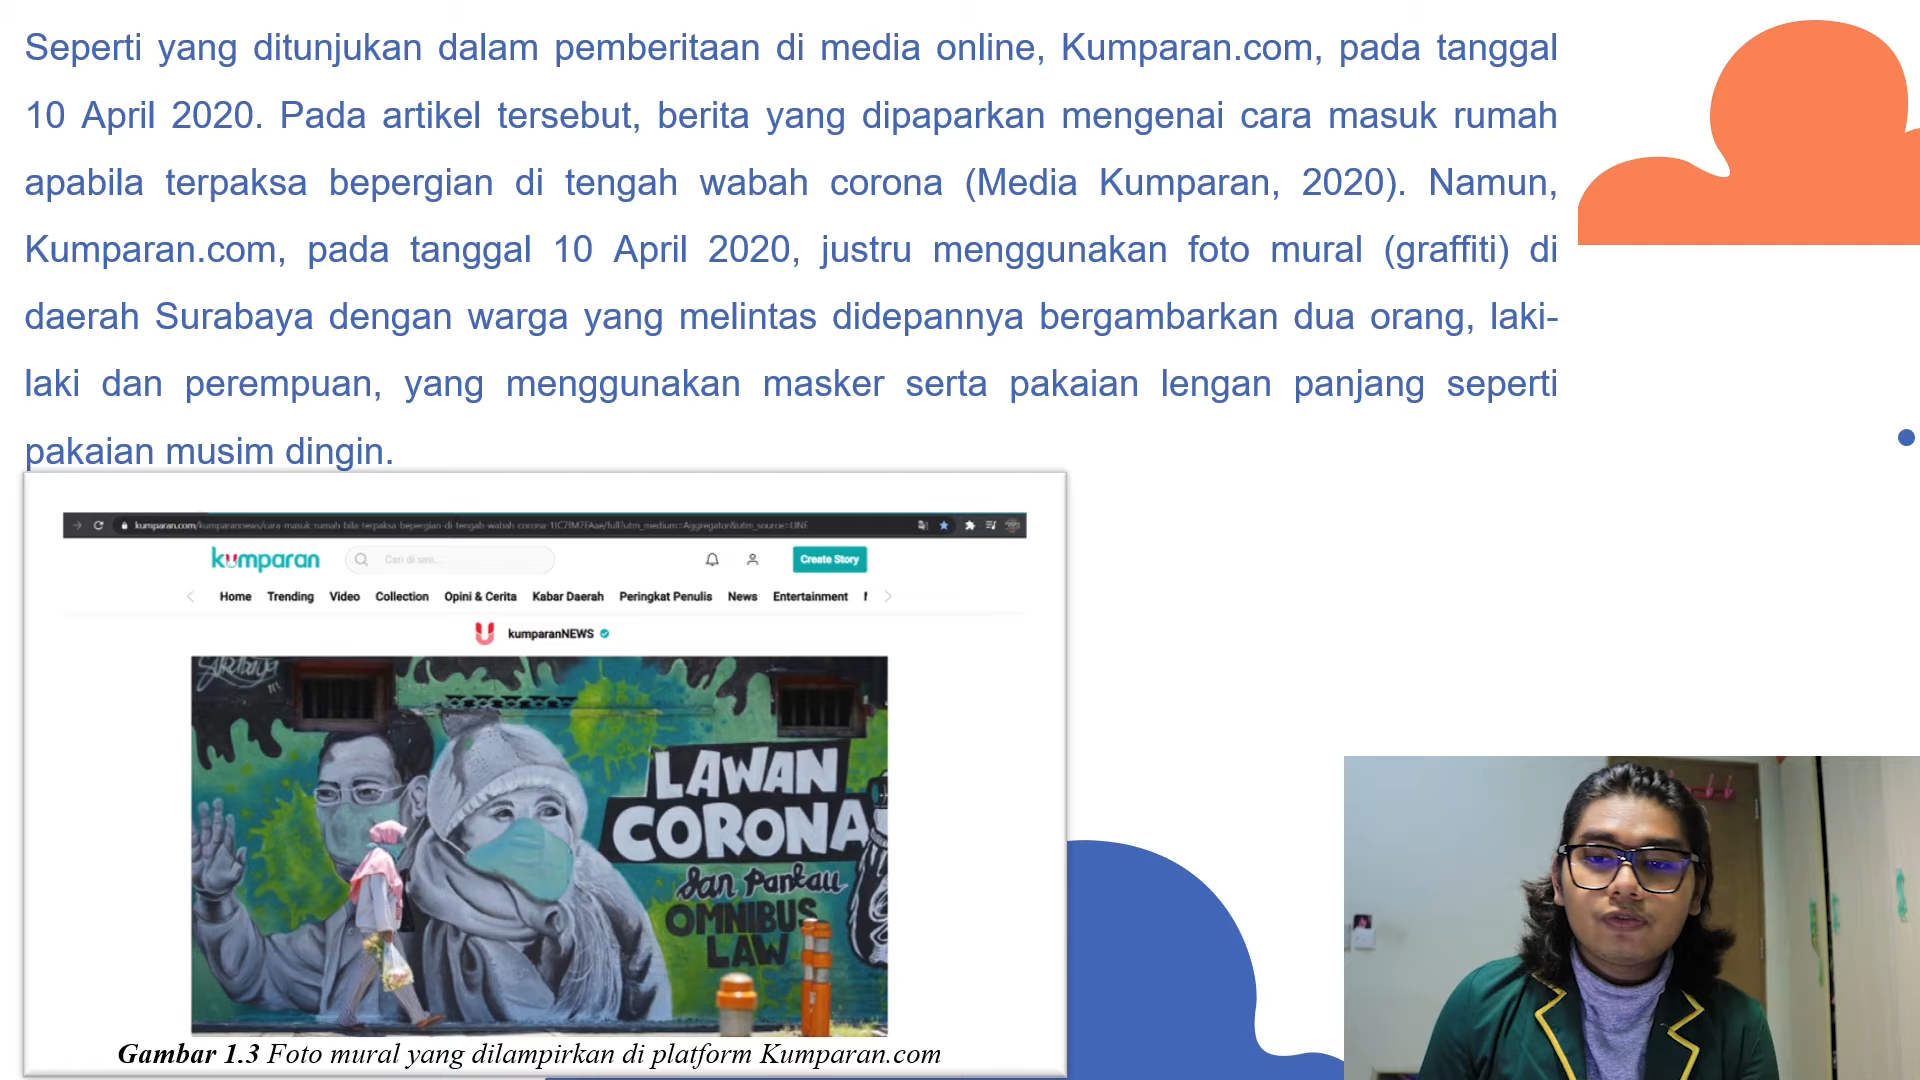 Seperti yang ditunjukan dalam pemberitaan di media online, Kumparan.com, pada tanggal
10 April 2020. Pada artikel tersebut, berita yang dipaparkan mengenai cara masuk rumah
apabila terpaksa bepergian di tengah wabah corona (Media Kumparan, 2020). Namun,
Kumparan.com, pada tanggal 10 April 2020, justru menggunakan foto mural (graffiti) di
daerah Surabaya dengan warga yang melintas didepannya bergambarkan dua orang, laki-
laki dan perempuan, yang menggunakan masker serta pakaian lengan panjang seperti
pakaian musim dingin.
kumparan
Cari di sini...
Create Story
Home Trending Video Collection Opini & Cerita Kabar Daerah Peringkat Penulis News Entertainment
kumparanNEWS
LAWAN
CORONA
dan Pantau
OMNIBUS
LAW
Gambar 1.3 Foto mural yang dilampirkan di platform Kumparan.com